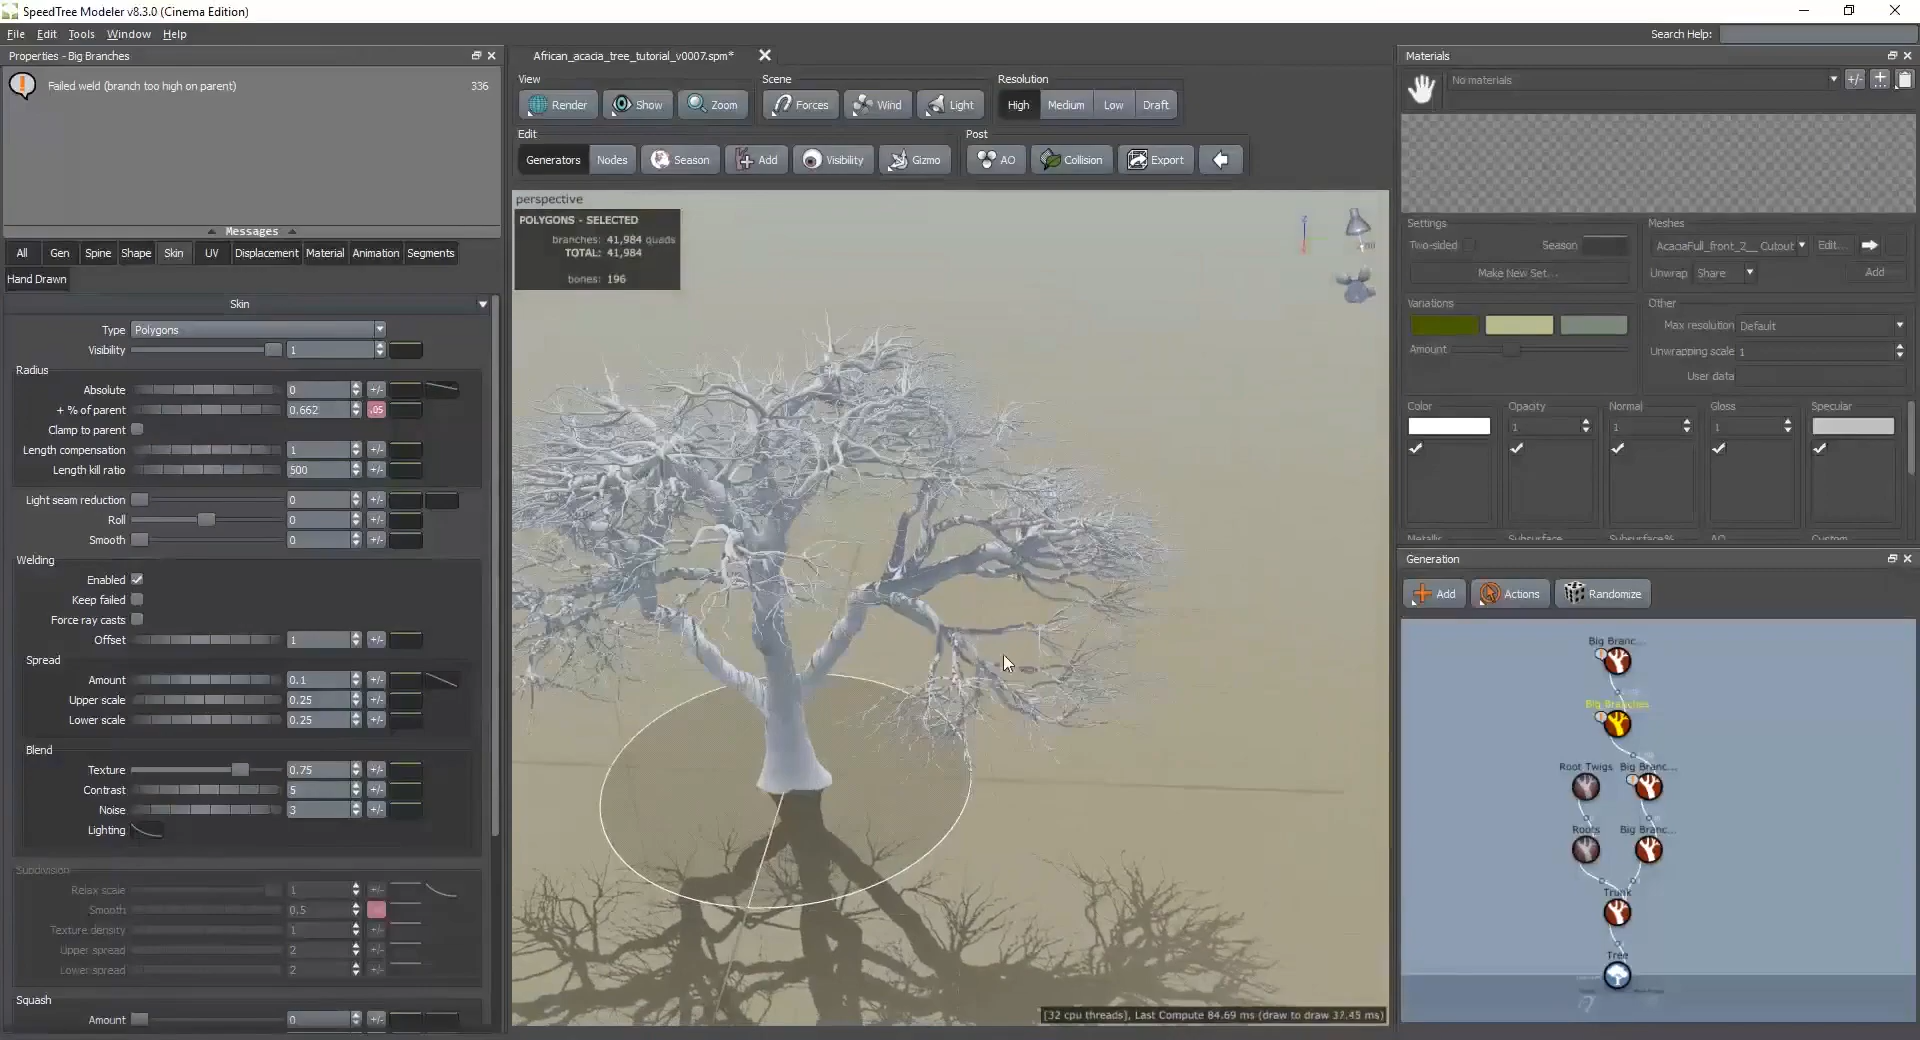 SpeedTree Modeler v8.3.0 (Cinema Edition)
File Edit Tools Window Help
Search Help:
Properties - Big Branches
Failed weld (branch too high on parent) 336
Messages
All Gen Spine Shape Skin UV Displacement Material Animation Segments
Hand Drawn
Skin
Type Polygons
Visibility 1
Radius
Absolute 0 +/-
+ % of parent 0.662 .05
Clamp to parent
Length compensation 1 +/-
Length kill ratio 500 +/-
Light seam reduction 0 +/-
Roll 0 +/-
Smooth 0 +/-
Welding
Enabled
Keep failed
Force ray casts
Offset 1 +/-
Spread
Amount 0.1 +/-
Upper scale 0.25 +/-
Lower scale 0.25 +/-
Blend
Texture 0.75 +/-
Contrast 5 +/-
Noise 3 +/-
Lighting
Subdivision
Relax scale 1 +/-
Smooth 0.5
Texture density 1 +/-
Upper spread 2 +/-
Lower spread 2 +/-
Squash
Amount 0 +/-
African_acacia_tree_tutorial_v0007.spm*
View Scene Resolution
Render Show Zoom Forces Wind Light High Medium Low Draft
Edit Post
Generators Nodes Season Add Visibility Gizmo AO Collision Export
perspective
POLYGONS - SELECTED
branches: 41,984 quads
TOTAL: 41,984
bones: 196
Z
[32 cpu threads], Last Compute 84.69 ms (draw to draw 37.45 ms)
Materials
No materials +/-
Settings Meshes
Two-sided Season AcaciaFull_front_2__ Cutout Edit...
Make New Set... Unwrap Share Add
Variations Other
Max resolution Default
Amount Unwrapping scale 1
User data
Color Opacity Normal Gloss Specular
1 1 1
Metallic Subsurface Subsurface% AO Custom
Generation
Add Actions Randomize
Big Branc...
Big Branches
Root Twigs Big Branc...
Roots Big Branc...
Trunk
Tree